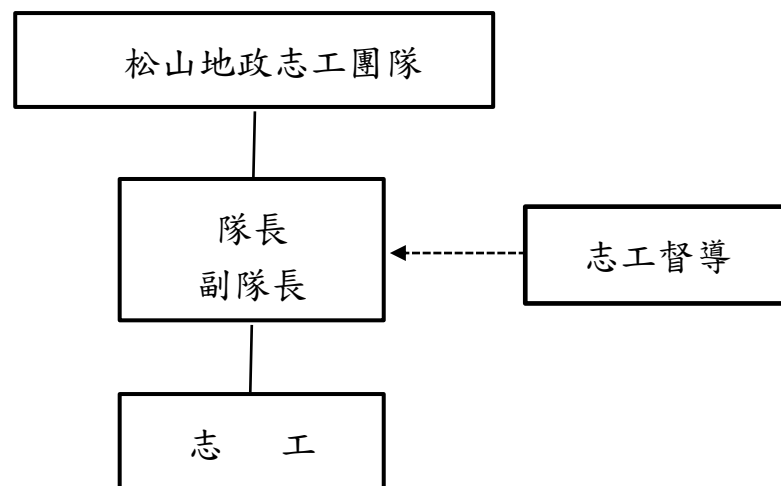 松山地政志工團隊
隊長
副隊長
志工督導
志　工